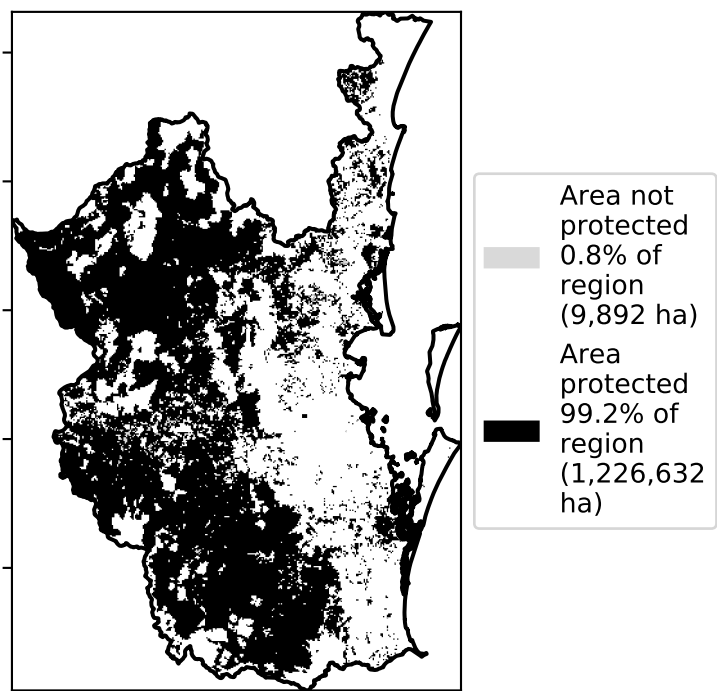 Area not
protected
0.8% of
region
(9,892 ha)
Area
protected
99.2% of
region
(1,226,632
ha)